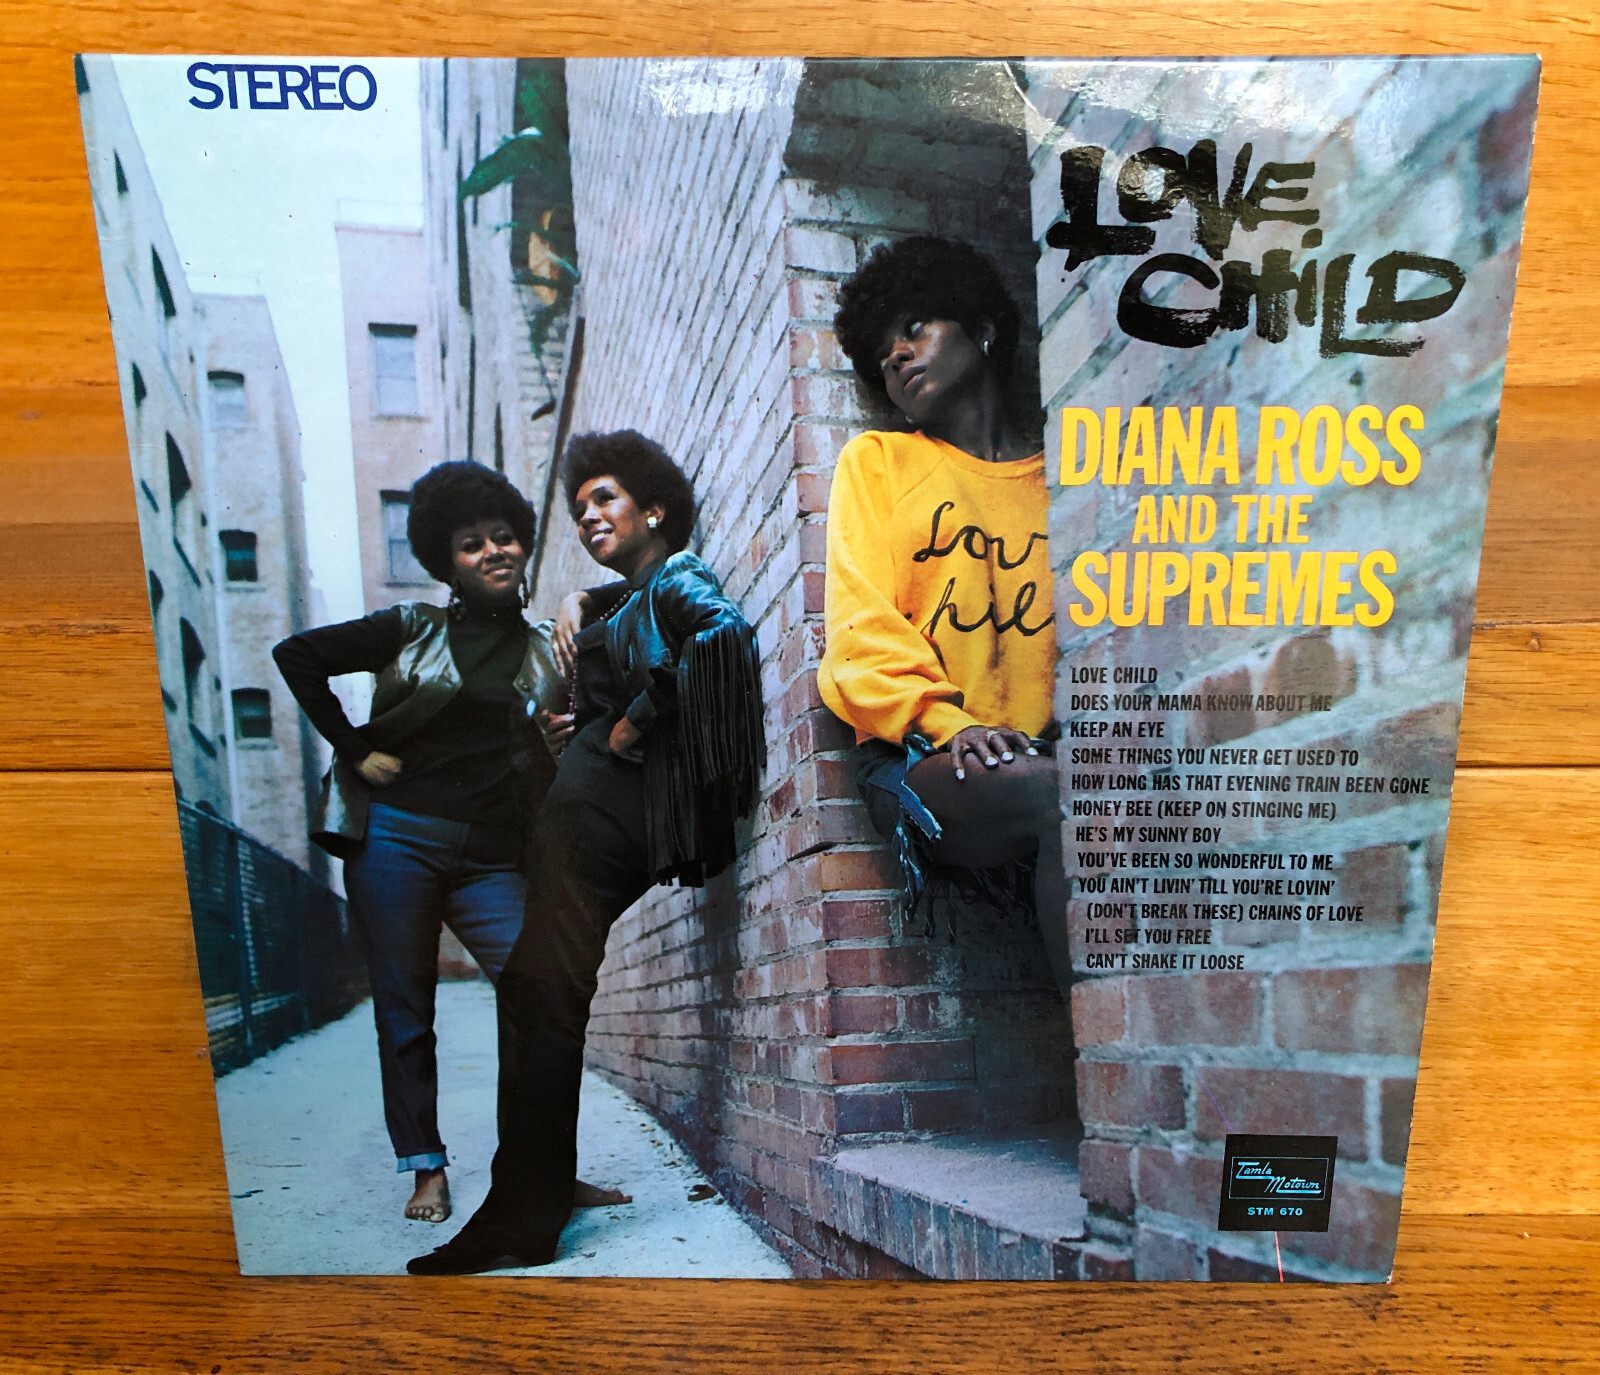 STEREO
LOVE
CHILD
DIANA ROSS
AND THE
SUPREMES
Lov
hil
LOVE CHILD
DOES YOUR MAMA KNOW ABOUT ME
KEEP AN EYE
SOME THINGS YOU NEVER GET USED TO
HOW LONG HAS THAT EVENING TRAIN BEEN GONE
HONEY BEE (KEEP ON STINGING ME)
HE'S MY SUNNY BOY
YOU'VE BEEN SO WONDERFUL TO ME
YOU AIN'T LIVIN' TILL YOU'RE LOVIN'
(DON'T BREAK THESE) CHAINS OF LOVE
I'LL SET YOU FREE
CAN'T SHAKE IT LOOSE
Tamla
Motown
STM 670